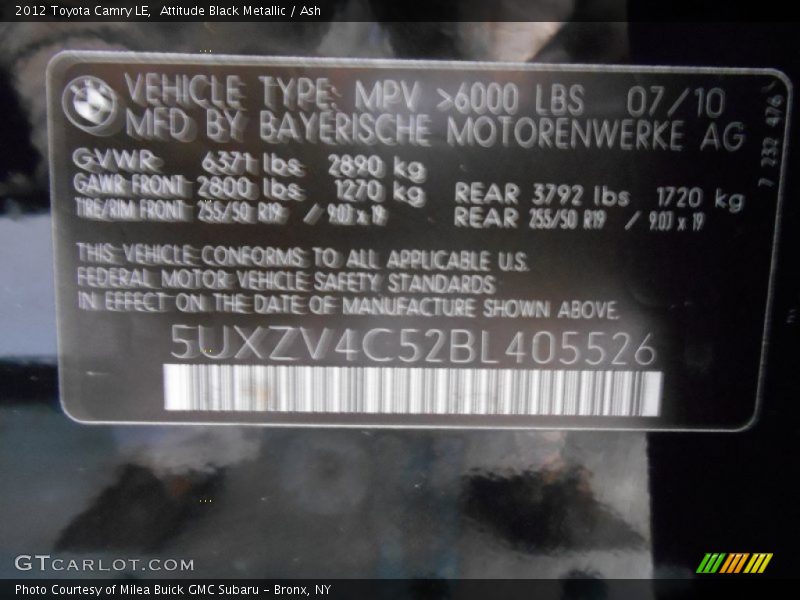 2012 Toyota Camry LE, Attitude Black Metallic / Ash
VEHICLE TYPE: MPV >6000 LBS 07/10
MFD BY BAYERISCHE MOTORENWERKE AG
GVWR 6371 lbs 2890 kg
GAWR FRONT 2800 lbs 1270 kg REAR 3792 lbs 1720 kg
TIRE/RIM FRONT 255/50 R19 / 9.0J x 19 REAR 255/50 R19 / 9.0J x 19
THIS VEHICLE CONFORMS TO ALL APPLICABLE U.S.
FEDERAL MOTOR VEHICLE SAFETY STANDARDS
IN EFFECT ON THE DATE OF MANUFACTURE SHOWN ABOVE.
5UXZV4C52BL405526
7 232 476
GTCARLOT.COM
Photo Courtesy of Milea Buick GMC Subaru - Bronx, NY